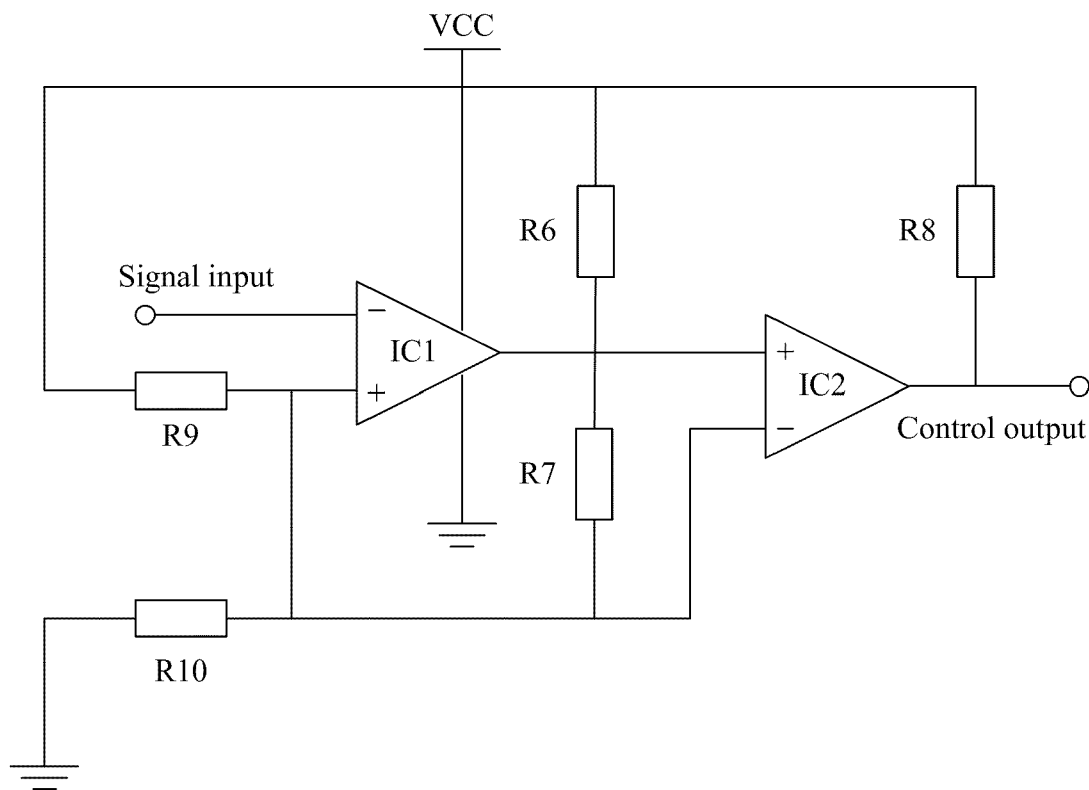 VCC
R6
R8
Signal input
−
IC1
+
+
IC2
−
R9
R7
Control output
R10